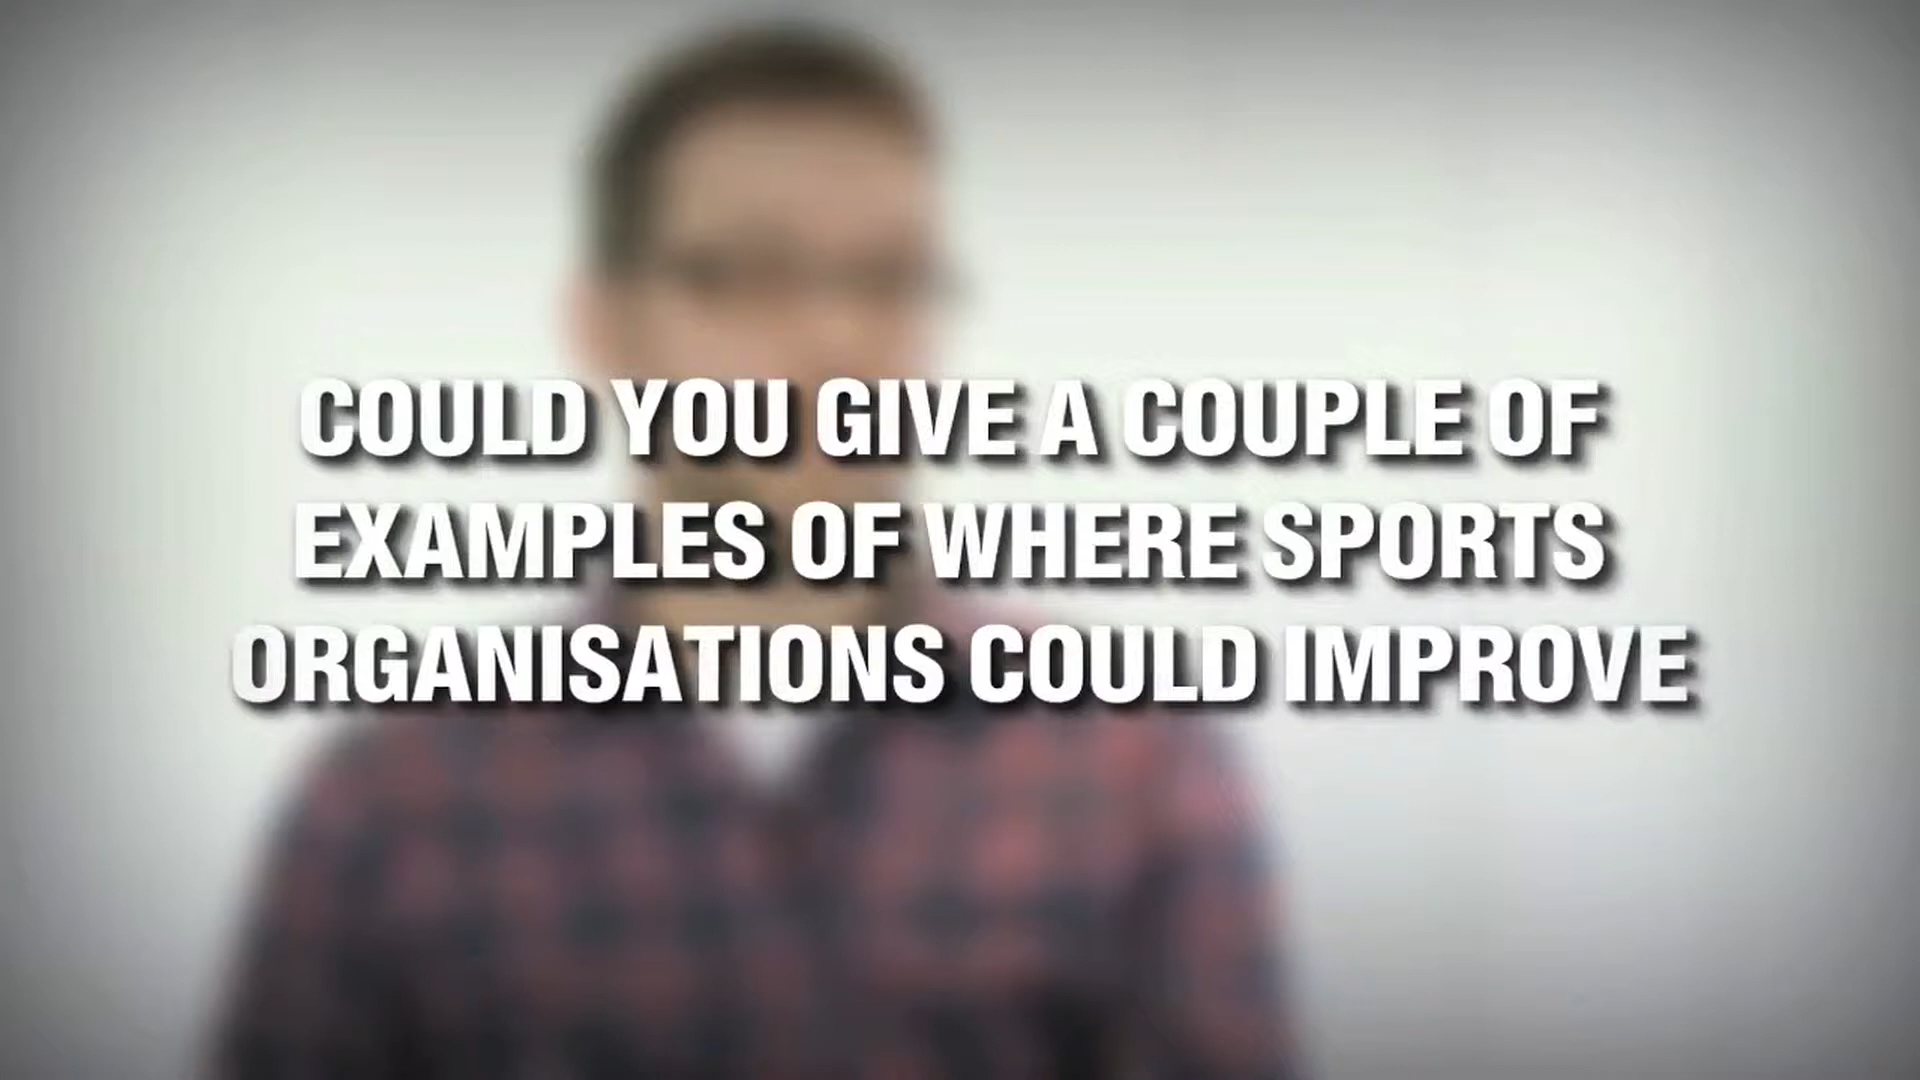 COULD YOU GIVE A COUPLE OF
EXAMPLES OF WHERE SPORTS
ORGANISATIONS COULD IMPROVE